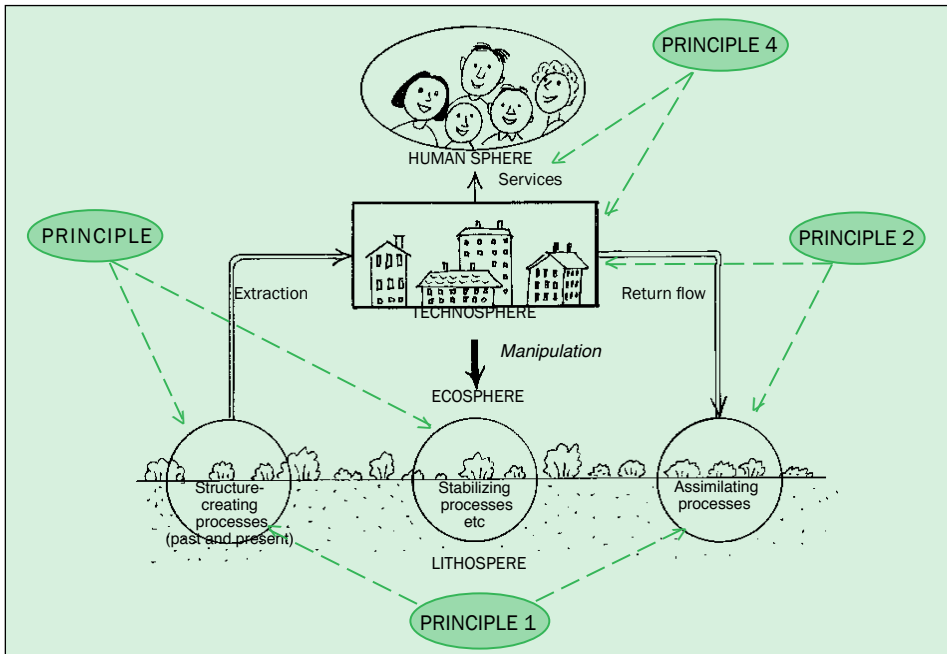 PRINCIPLE 4
HUMAN SPHERE
Services
PRINCIPLE
PRINCIPLE 2
Extraction
Return flow
TECHNOSPHERE
Manipulation
ECOSPHERE
Structure-
creating
processes
(past and present)
Stabilizing
processes
etc
Assimilating
processes
LITHOSPERE
PRINCIPLE 1